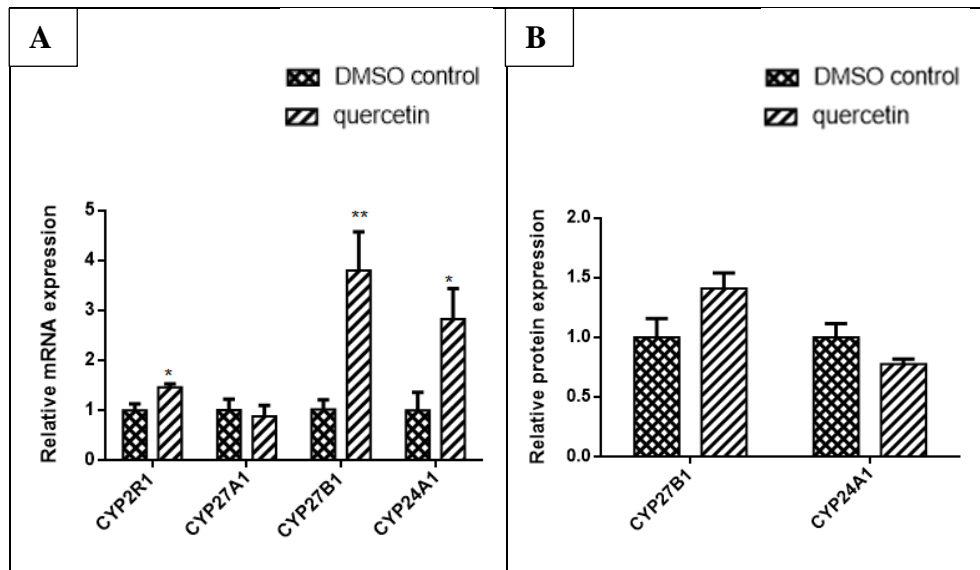 A
DMSO control
quercetin
Relative mRNA expression
5
4
3
2
1
0
*
**
*
CYP2R1
CYP27A1
CYP27B1
CYP24A1
B
DMSO control
quercetin
Relative protein expression
2.0
1.5
1.0
0.5
0.0
CYP27B1
CYP24A1